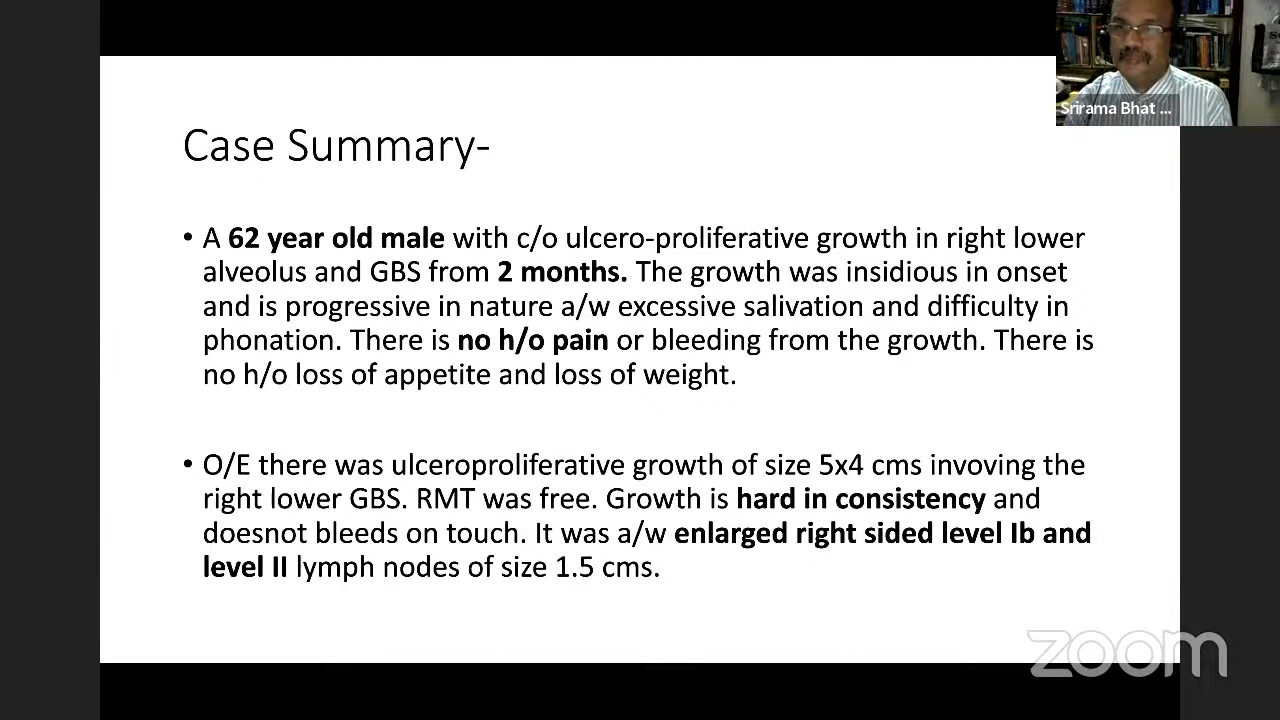 Srirama Bhat ...
Case Summary-
• A 62 year old male with c/o ulcero-proliferative growth in right lower
alveolus and GBS from 2 months. The growth was insidious in onset
and is progressive in nature a/w excessive salivation and difficulty in
phonation. There is no h/o pain or bleeding from the growth. There is
no h/o loss of appetite and loss of weight.
• O/E there was ulceroproliferative growth of size 5x4 cms invoving the
right lower GBS. RMT was free. Growth is hard in consistency and
doesnot bleeds on touch. It was a/w enlarged right sided level Ib and
level II lymph nodes of size 1.5 cms.
zoom